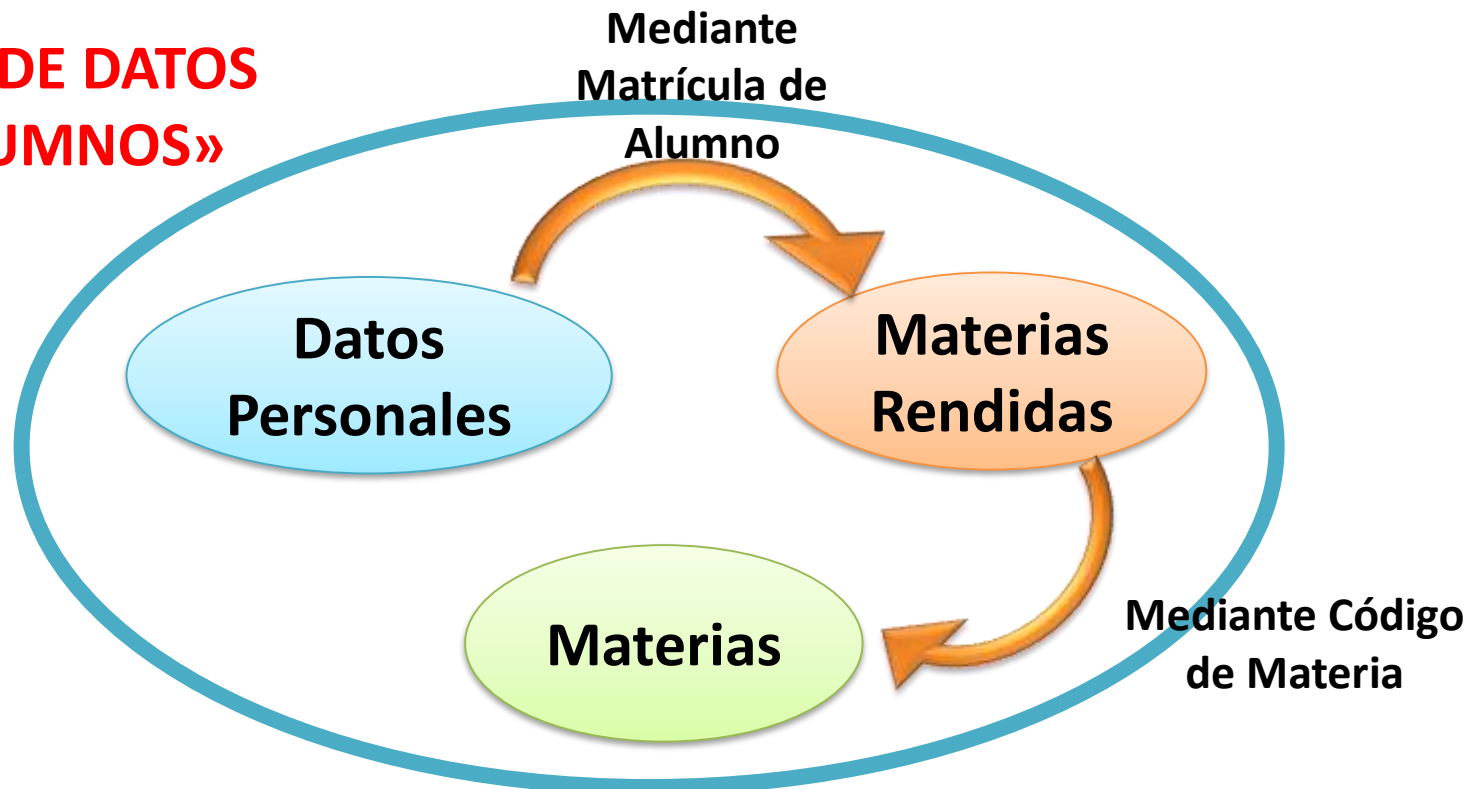 DE DATOS
UMNOS»
Mediante
Matrícula de
Alumno
Datos
Personales
Materias
Rendidas
Materias
Mediante Código
de Materia